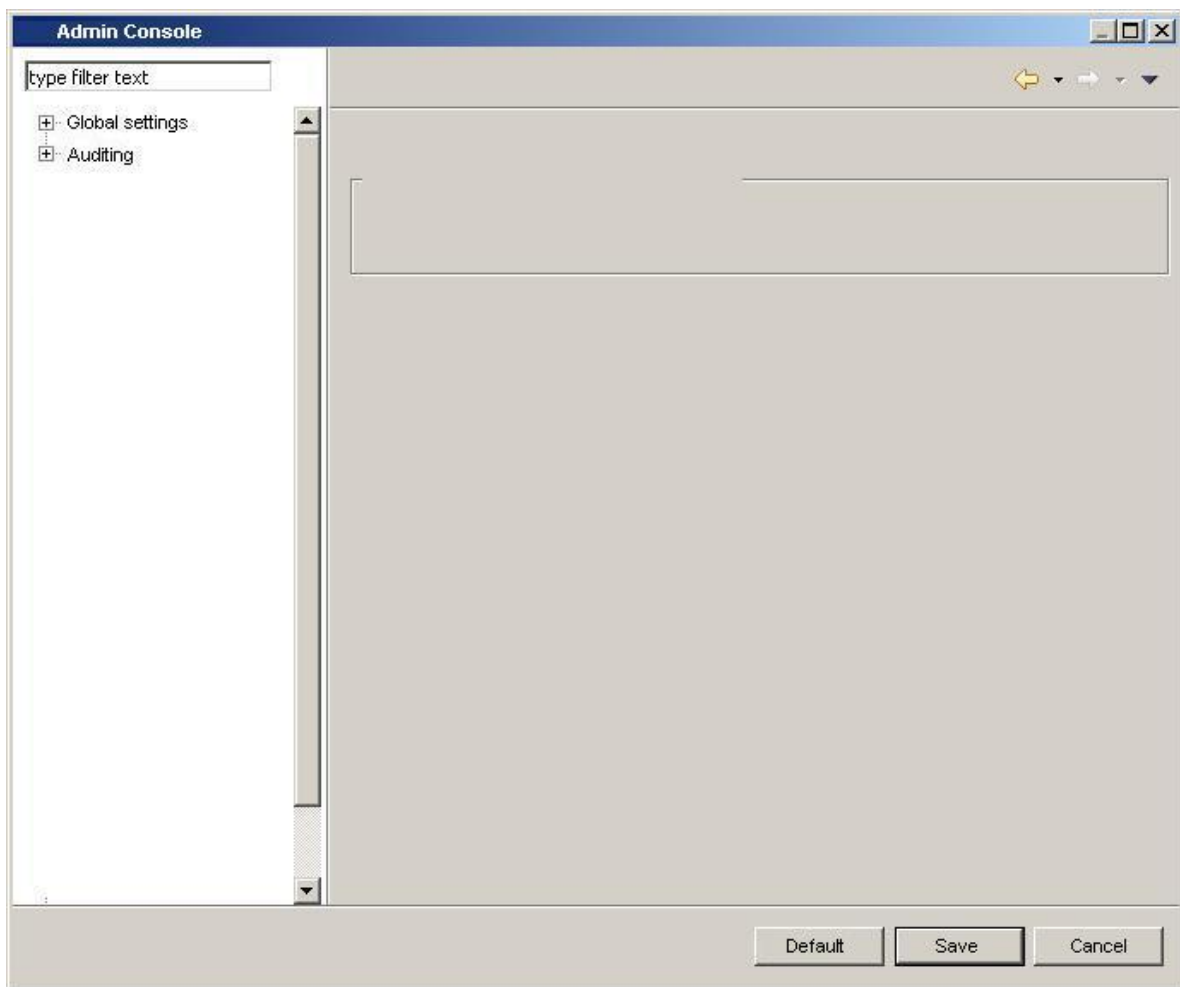 Admin Console
type filter text
Global settings
Auditing
Default
Save
Cancel